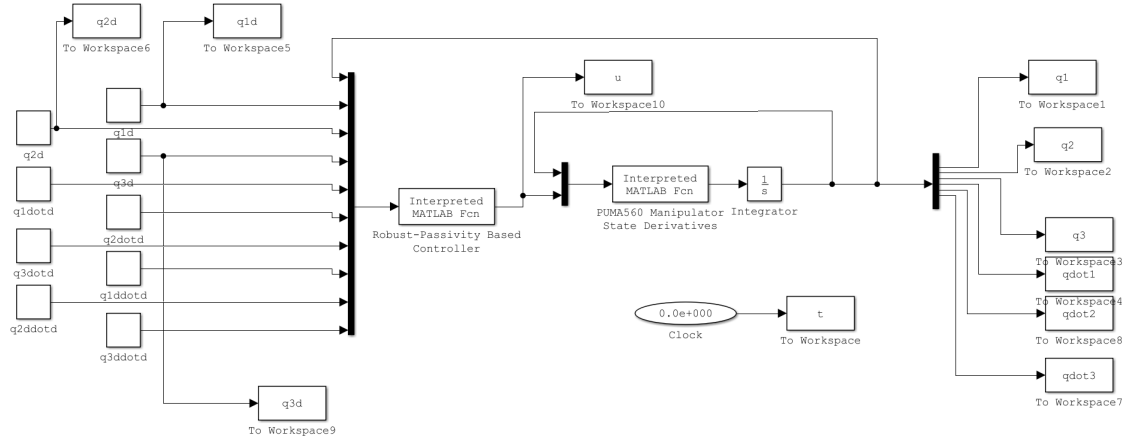 q2d
To Workspace6
q1d
To Workspace5
u
To Workspace10
q1
To Workspace1
q1d
q2d
q3d
q2
To Workspace2
q1dotd
Interpreted
MATLAB Fcn
Robust-Passivity Based
Controller
Interpreted
MATLAB Fcn
PUMA560 Manipulator
State Derivatives
1
s
Integrator
q2dotd
q3
To Workspace3
q3dotd
qdot1
To Workspace4
q1ddotd
q2ddotd
qdot2
To Workspace8
0.0e+000
Clock
t
To Workspace
q3ddotd
qdot3
To Workspace7
q3d
To Workspace9